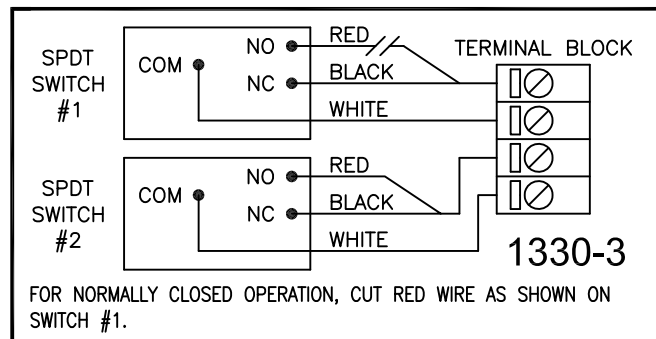 SPDT
SWITCH
#1
COM
NO
NC
RED
BLACK
WHITE
TERMINAL BLOCK
SPDT
SWITCH
#2
COM
NO
NC
RED
BLACK
WHITE
1330-3
FOR NORMALLY CLOSED OPERATION, CUT RED WIRE AS SHOWN ON
SWITCH #1.